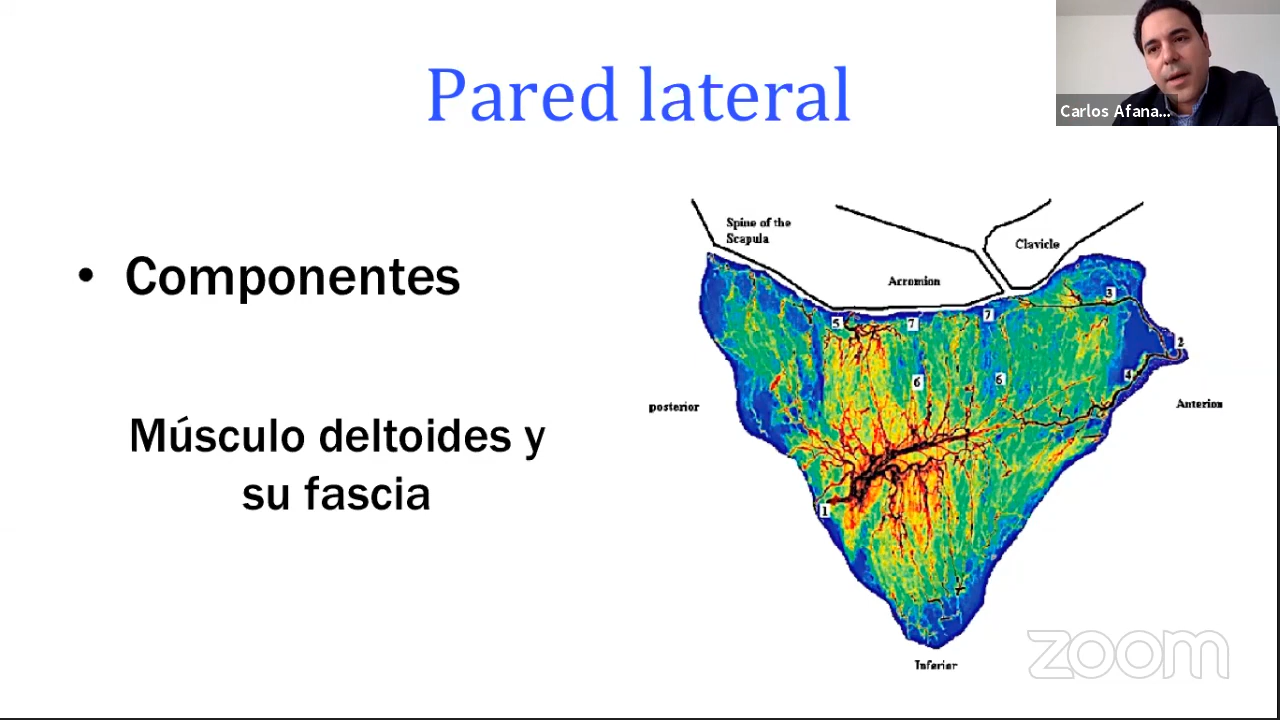 Pared lateral
Carlos Afana...
• Componentes
Músculo deltoides y
su fascia
Spine of the
Scapula
Acromion
Clavicle
5
7
7
3
2
6
6
4
posterior
Anterion
1
Inferior
zoom